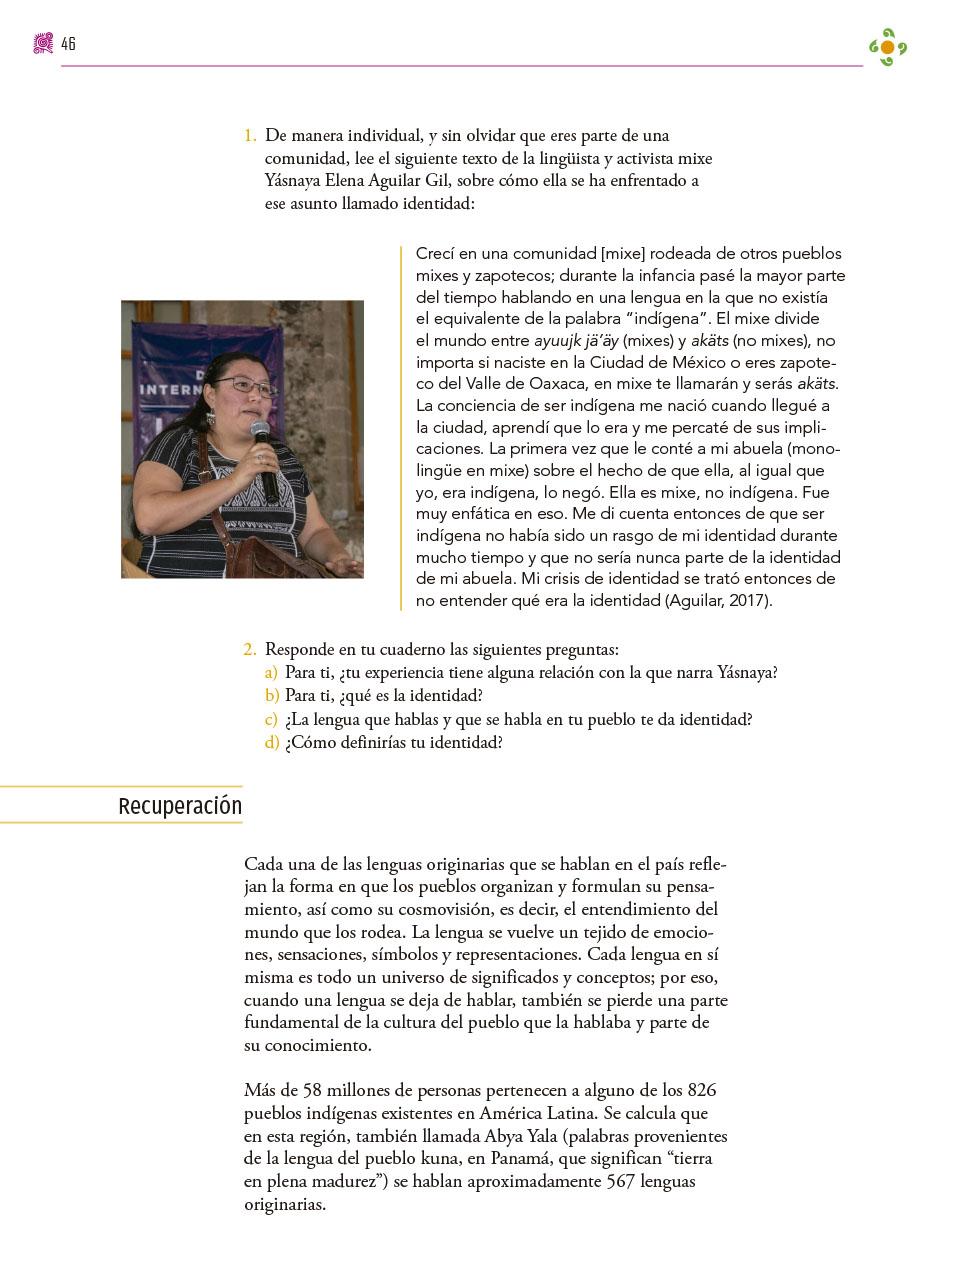 46
1. De manera individual, y sin olvidar que eres parte de una
comunidad, lee el siguiente texto de la lingüista y activista mixe
Yásnaya Elena Aguilar Gil, sobre cómo ella se ha enfrentado a
ese asunto llamado identidad:
Crecí en una comunidad [mixe] rodeada de otros pueblos
mixes y zapotecos; durante la infancia pasé la mayor parte
del tiempo hablando en una lengua en la que no existía
el equivalente de la palabra “indígena”. El mixe divide
el mundo entre ayuujk jä’äy (mixes) y akäts (no mixes), no
importa si naciste en la Ciudad de México o eres zapote-
co del Valle de Oaxaca, en mixe te llamarán y serás akäts.
La conciencia de ser indígena me nació cuando llegué a
la ciudad, aprendí que lo era y me percaté de sus impli-
caciones. La primera vez que le conté a mi abuela (mono-
lingüe en mixe) sobre el hecho de que ella, al igual que
yo, era indígena, lo negó. Ella es mixe, no indígena. Fue
muy enfática en eso. Me di cuenta entonces de que ser
indígena no había sido un rasgo de mi identidad durante
mucho tiempo y que no sería nunca parte de la identidad
de mi abuela. Mi crisis de identidad se trató entonces de
no entender qué era la identidad (Aguilar, 2017).
2. Responde en tu cuaderno las siguientes preguntas:
a) Para ti, ¿tu experiencia tiene alguna relación con la que narra Yásnaya?
b) Para ti, ¿qué es la identidad?
c) ¿La lengua que hablas y que se habla en tu pueblo te da identidad?
d) ¿Cómo definirías tu identidad?
Recuperación
Cada una de las lenguas originarias que se hablan en el país refle-
jan la forma en que los pueblos organizan y formulan su pensa-
miento, así como su cosmovisión, es decir, el entendimiento del
mundo que los rodea. La lengua se vuelve un tejido de emocio-
nes, sensaciones, símbolos y representaciones. Cada lengua en sí
misma es todo un universo de significados y conceptos; por eso,
cuando una lengua se deja de hablar, también se pierde una parte
fundamental de la cultura del pueblo que la hablaba y parte de
su conocimiento.
Más de 58 millones de personas pertenecen a alguno de los 826
pueblos indígenas existentes en América Latina. Se calcula que
en esta región, también llamada Abya Yala (palabras provenientes
de la lengua del pueblo kuna, en Panamá, que significan “tierra
en plena madurez”) se hablan aproximadamente 567 lenguas
originarias.